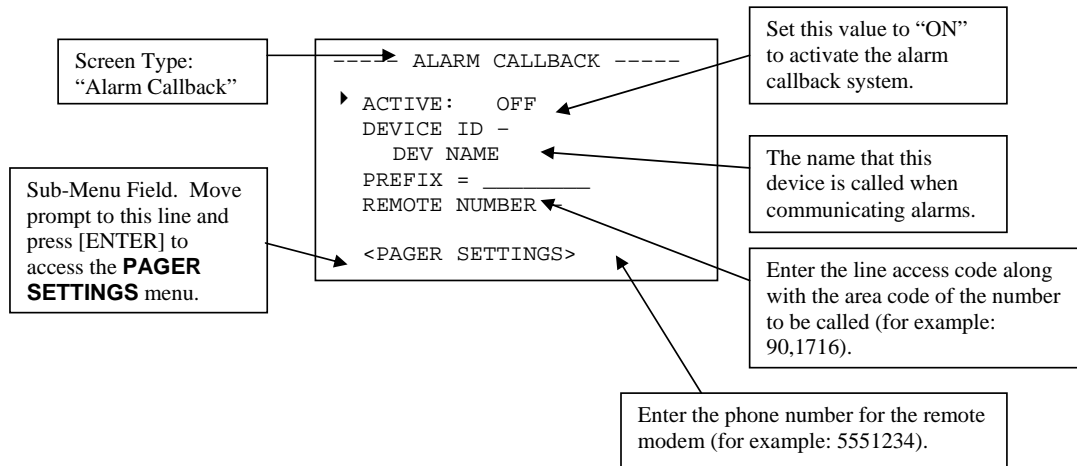 Screen Type:
“Alarm Callback”
Sub-Menu Field. Move
prompt to this line and
press [ENTER] to
access the PAGER
SETTINGS menu.
----- ALARM CALLBACK -----
ACTIVE: OFF
DEVICE ID -
DEV NAME
PREFIX = ________
REMOTE NUMBER -
<PAGER SETTINGS>
Set this value to “ON”
to activate the alarm
callback system.
The name that this
device is called when
communicating alarms.
Enter the line access code along
with the area code of the number
to be called (for example:
90,1716).
Enter the phone number for the remote
modem (for example: 5551234).